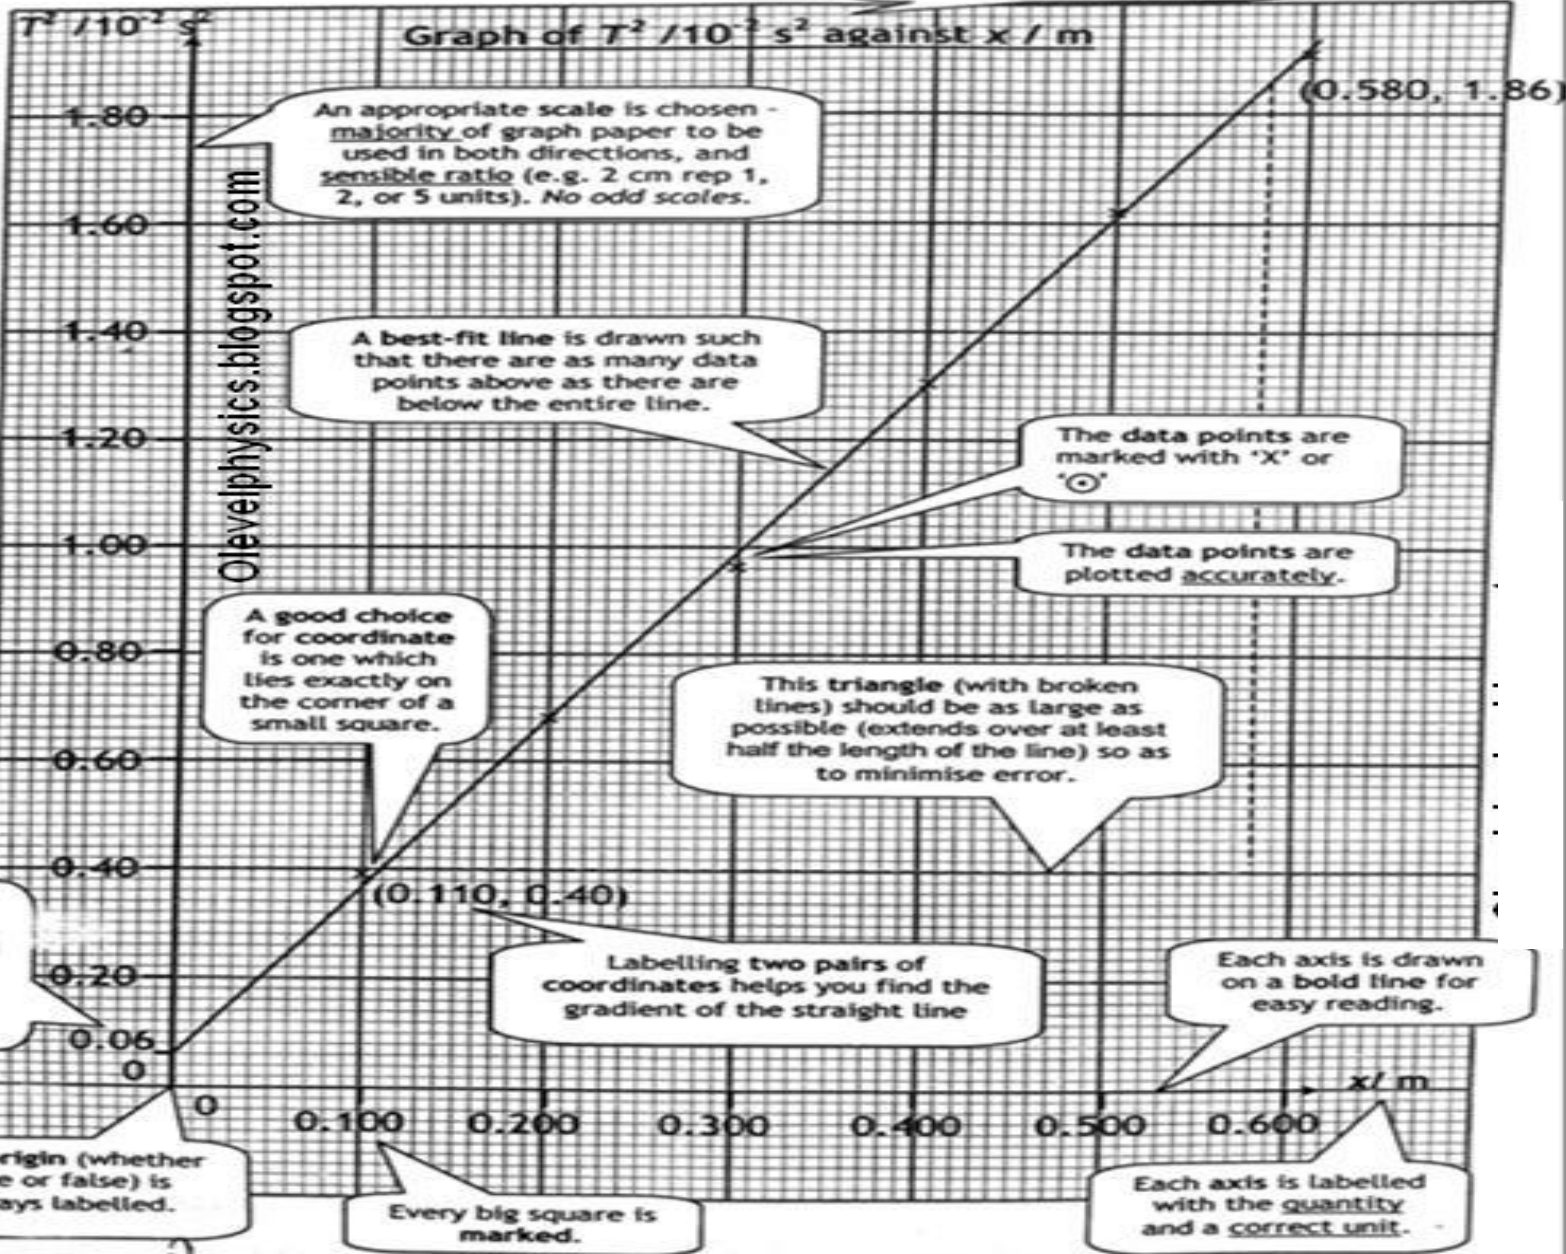 T² /10⁻² s²
Graph of T² /10⁻² s² against x / m
(0.580, 1.86)
1.80
1.60
1.40
1.20
1.00
0.80
0.60
0.40
0.20
0.06
0
An appropriate scale is chosen -
majority of graph paper to be
used in both directions, and
sensible ratio (e.g. 2 cm rep 1,
2, or 5 units). No odd scales.
Olevelphysics.blogspot.com
A best-fit line is drawn such
that there are as many data
points above as there are
below the entire line.
The data points are
marked with 'X' or
'⊙'
The data points are
plotted accurately.
A good choice
for coordinate
is one which
lies exactly on
the corner of a
small square.
This triangle (with broken
lines) should be as large as
possible (extends over at least
half the length of the line) so as
to minimise error.
(0.110, 0.40)
Labelling two pairs of
coordinates helps you find the
gradient of the straight line
Each axis is drawn
on a bold line for
easy reading.
x/ m
0
0.100
0.200
0.300
0.400
0.500
0.600
rigin (whether
e or false) is
ays labelled.
Every big square is
marked.
Each axis is labelled
with the quantity
and a correct unit.